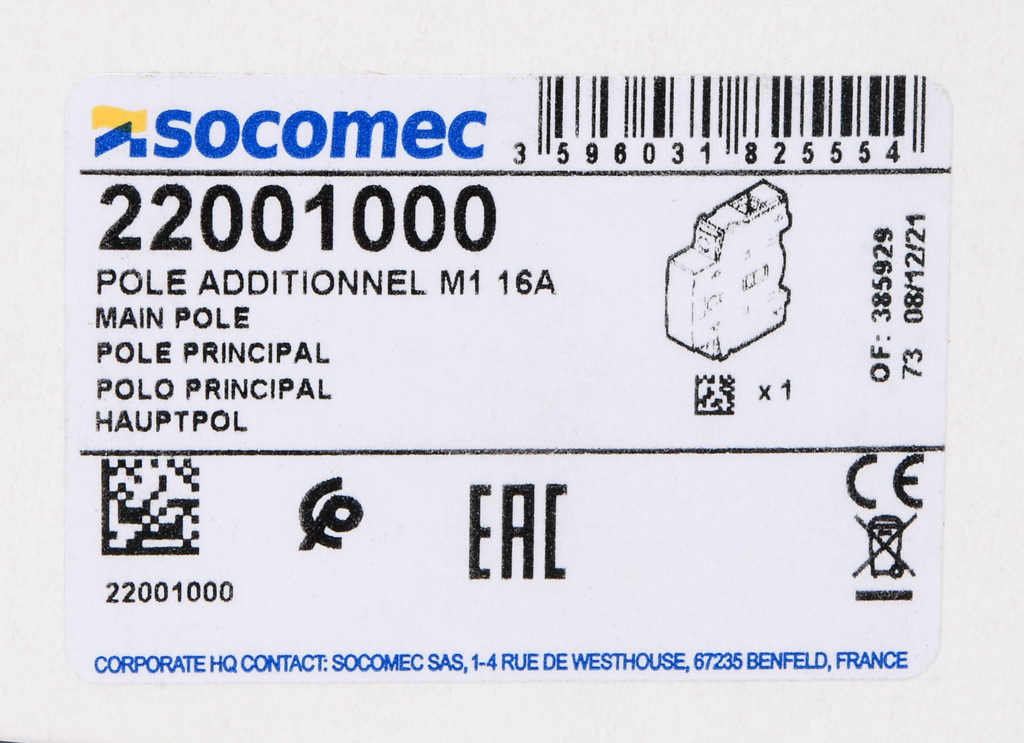 socomec
3 596031 825554
22001000
POLE ADDITIONNEL M1 16A
MAIN POLE
POLE PRINCIPAL
POLO PRINCIPAL
HAUPTPOL
x 1
OF: 385929
73 08/12/21
22001000
EAC
CE
CORPORATE HQ CONTACT: SOCOMEC SAS, 1-4 RUE DE WESTHOUSE, 67235 BENFELD, FRANCE